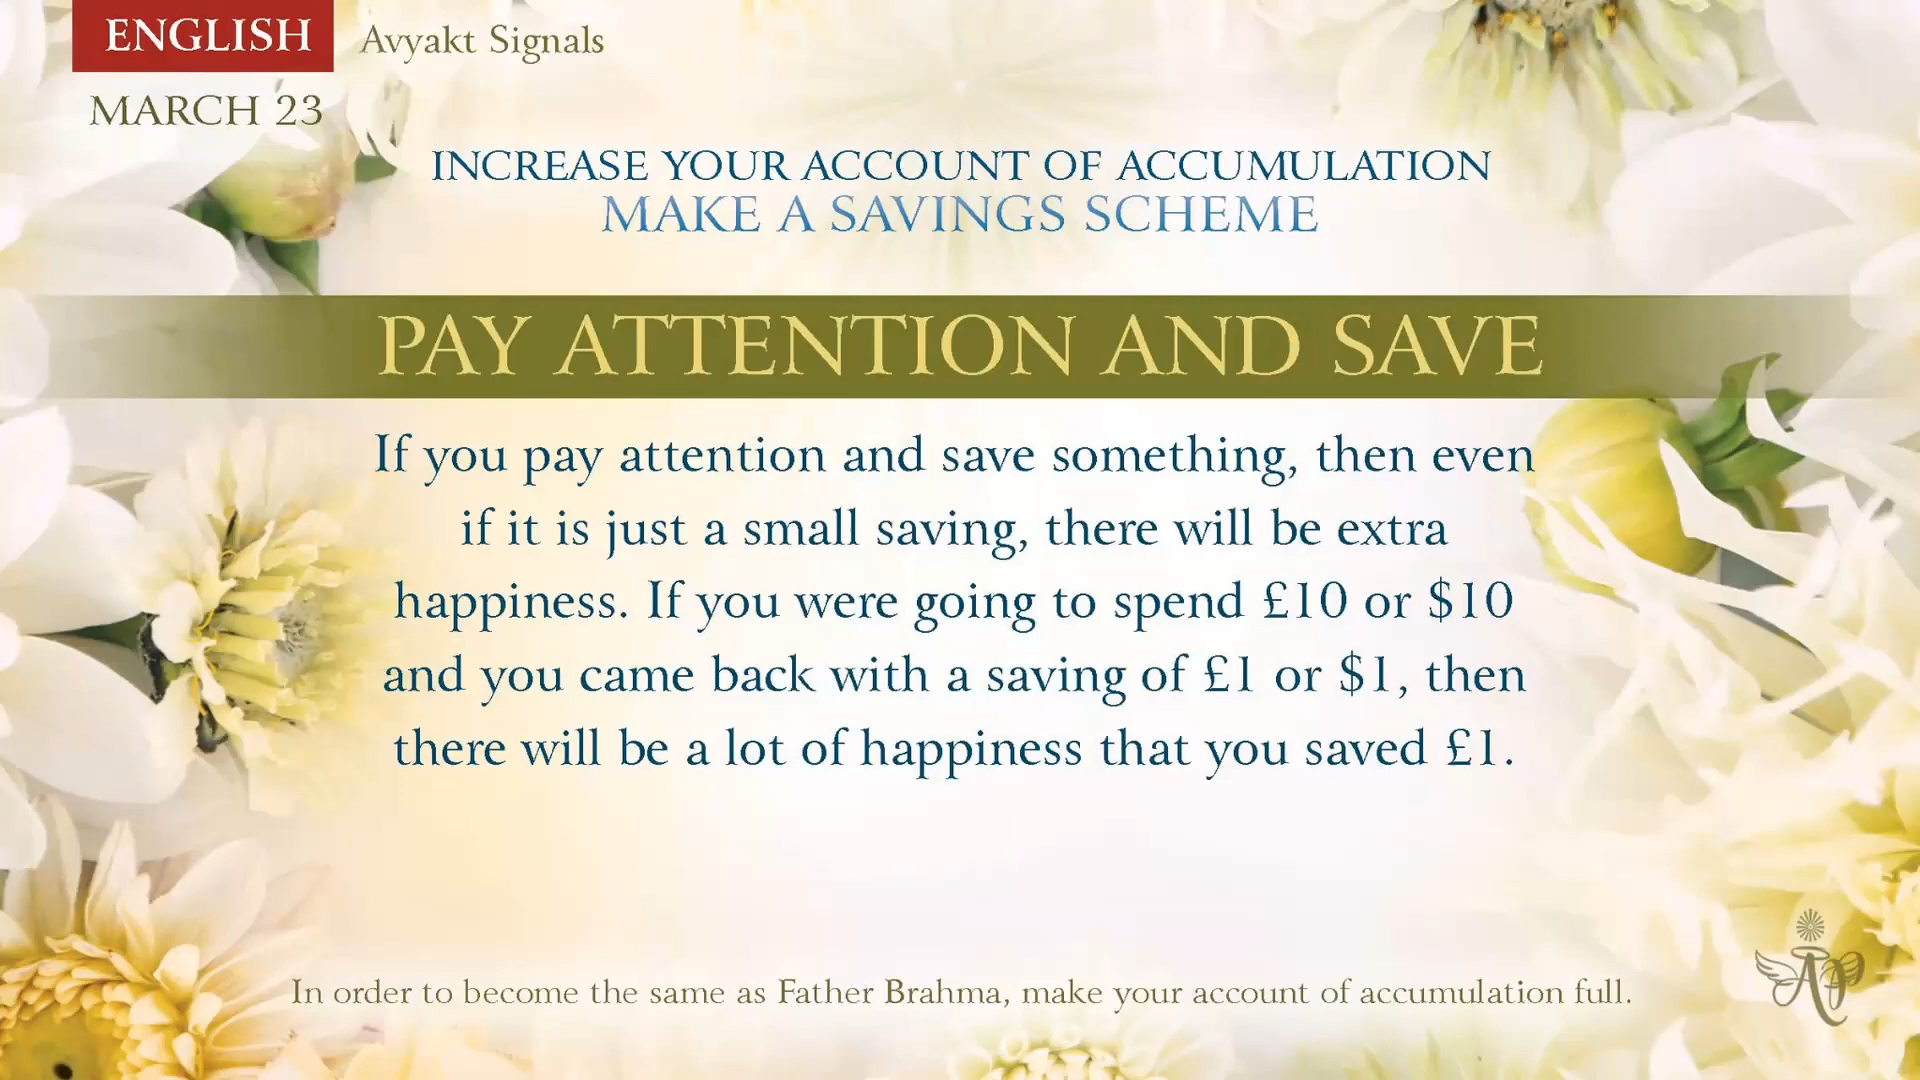 ENGLISH
Avyakt Signals
MARCH 23
INCREASE YOUR ACCOUNT OF ACCUMULATION
MAKE A SAVINGS SCHEME
PAY ATTENTION AND SAVE
If you pay attention and save something, then even
if it is just a small saving, there will be extra
happiness. If you were going to spend £10 or $10
and you came back with a saving of £1 or $1, then
there will be a lot of happiness that you saved £1.
In order to become the same as Father Brahma, make your account of accumulation full.